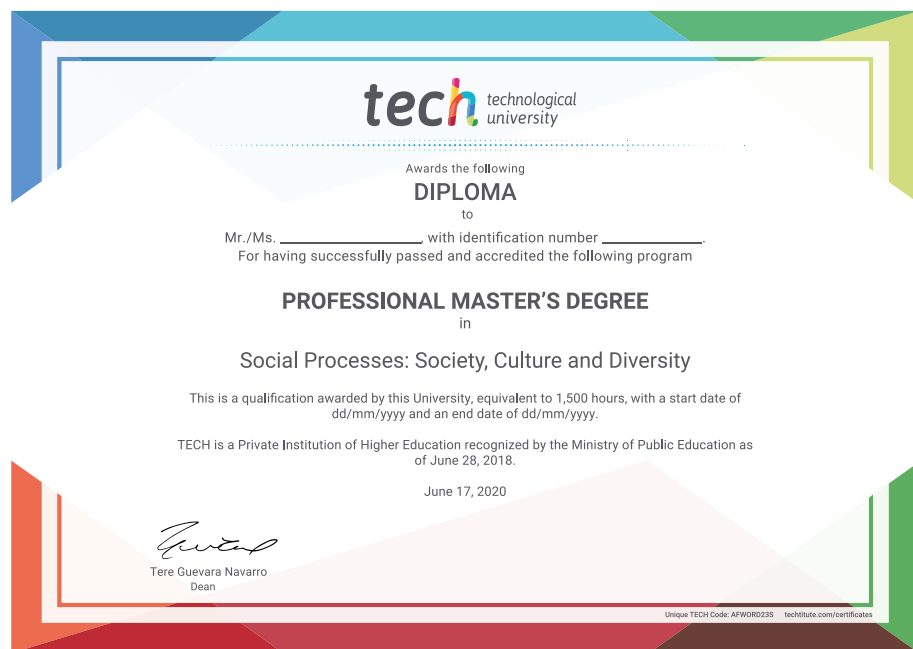 tech technological
university
Awards the following
DIPLOMA
to
Mr./Ms. ____________________, with identification number ______________.
For having successfully passed and accredited the following program
PROFESSIONAL MASTER'S DEGREE
in
Social Processes: Society, Culture and Diversity
This is a qualification awarded by this University, equivalent to 1,500 hours, with a start date of
dd/mm/yyyy and an end date of dd/mm/yyyy.
TECH is a Private Institution of Higher Education recognized by the Ministry of Public Education as
of June 28, 2018.
June 17, 2020
Tere Guevara Navarro
Dean
Unique TECH Code: AFWORD23S techtitute.com/certificates